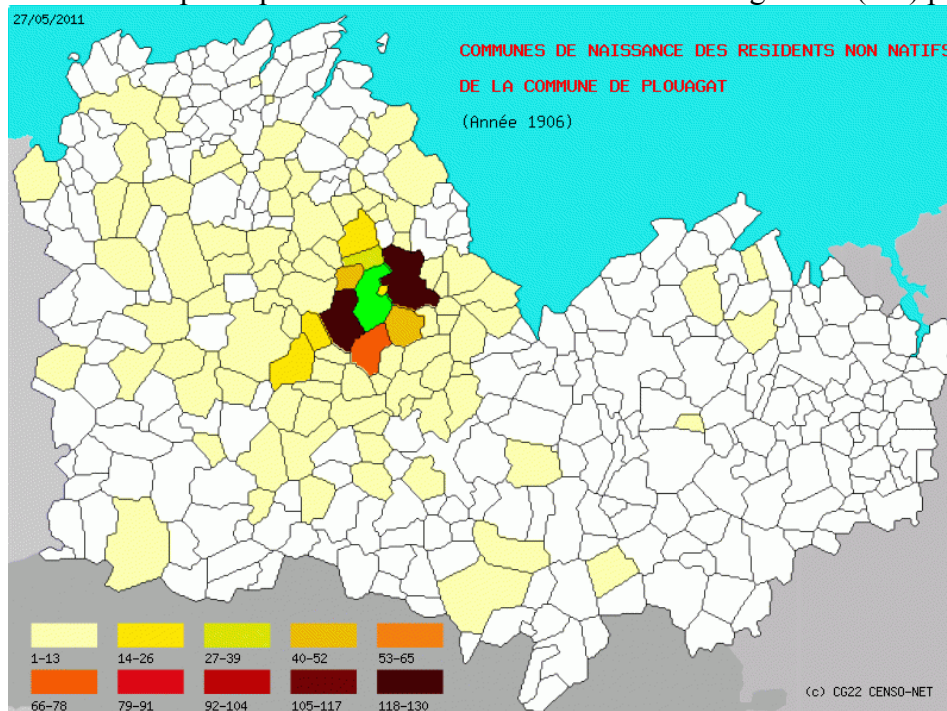 27/05/2011
COMMUNES DE NAISSANCE DES RESIDENTS NON NATIFS
DE LA COMMUNE DE PLOUAGAT
(Année 1906)
1-13 14-26 27-39 40-52 53-65
66-78 79-91 92-104 105-117 118-130
(c) CG22 CENSO-NET